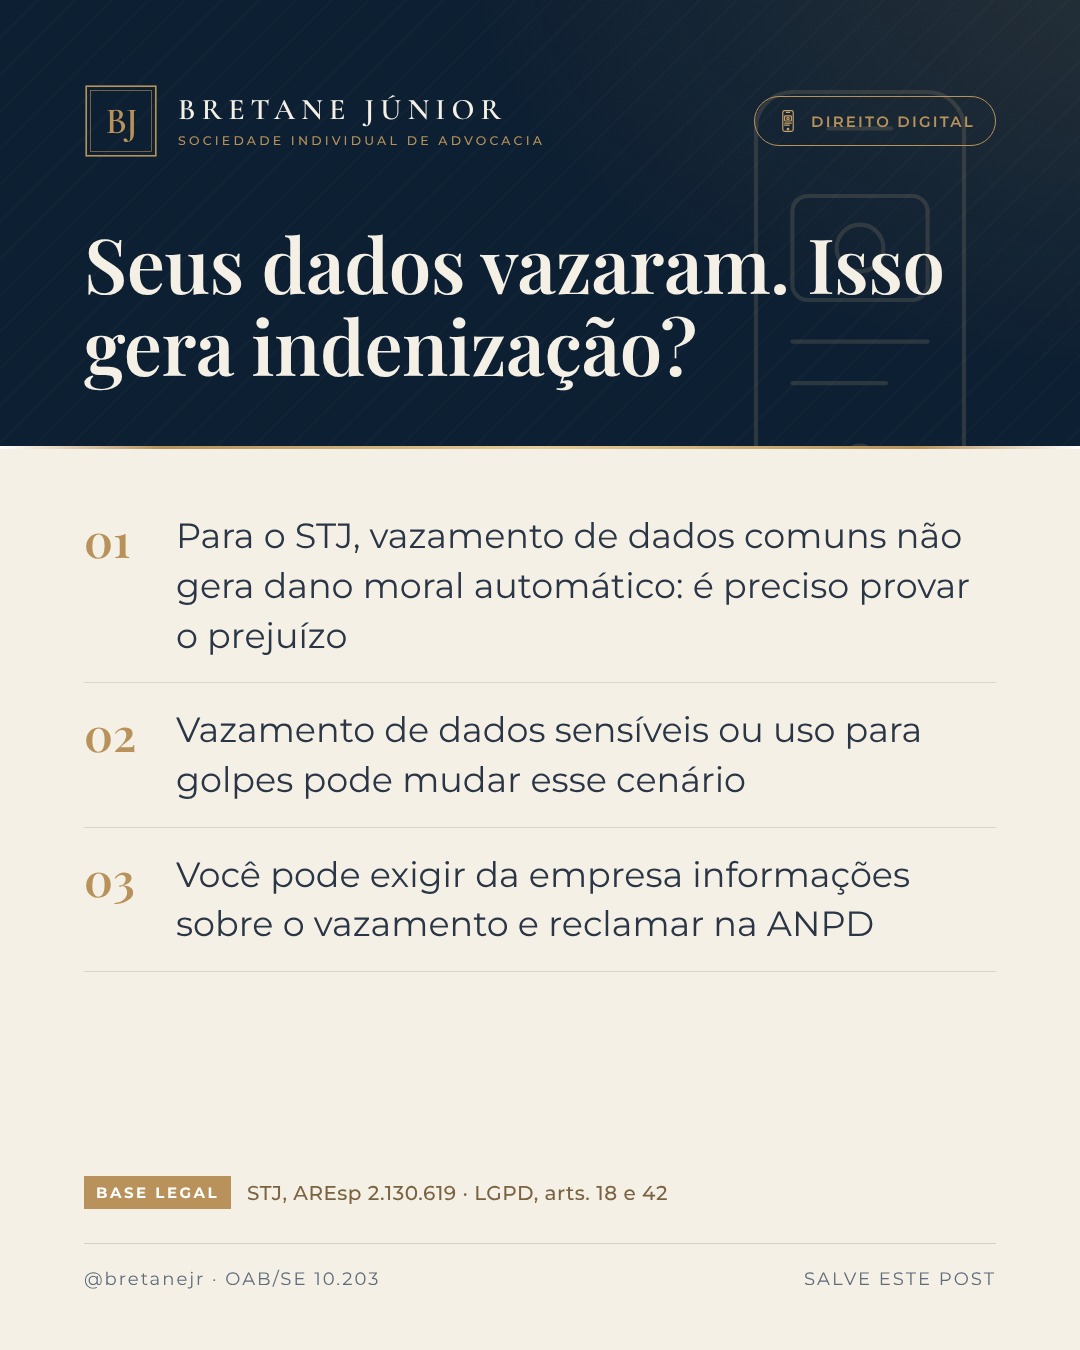 BJ
BRETANE JÚNIOR
SOCIEDADE INDIVIDUAL DE ADVOCACIA
DIREITO DIGITAL
Seus dados vazaram. Isso
gera indenização?
01
Para o STJ, vazamento de dados comuns não
gera dano moral automático: é preciso provar
o prejuízo
02
Vazamento de dados sensíveis ou uso para
golpes pode mudar esse cenário
03
Você pode exigir da empresa informações
sobre o vazamento e reclamar na ANPD
BASE LEGAL
STJ, AREsp 2.130.619 · LGPD, arts. 18 e 42
@bretanejr · OAB/SE 10.203
SALVE ESTE POST